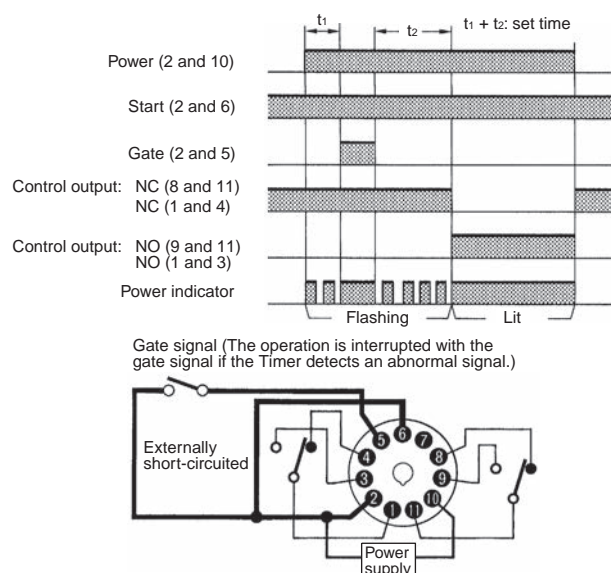 t1
t2
t1 + t2: set time
Power (2 and 10)
Start (2 and 6)
Gate (2 and 5)
Control output: NC (8 and 11)
NC (1 and 4)
Control output: NO (9 and 11)
NO (1 and 3)
Power indicator
Flashing
Lit
Gate signal (The operation is interrupted with the
gate signal if the Timer detects an abnormal signal.)
Externally
short-circuited
5 6 7
4 8
3 9
2 10
1 11
Power
supply